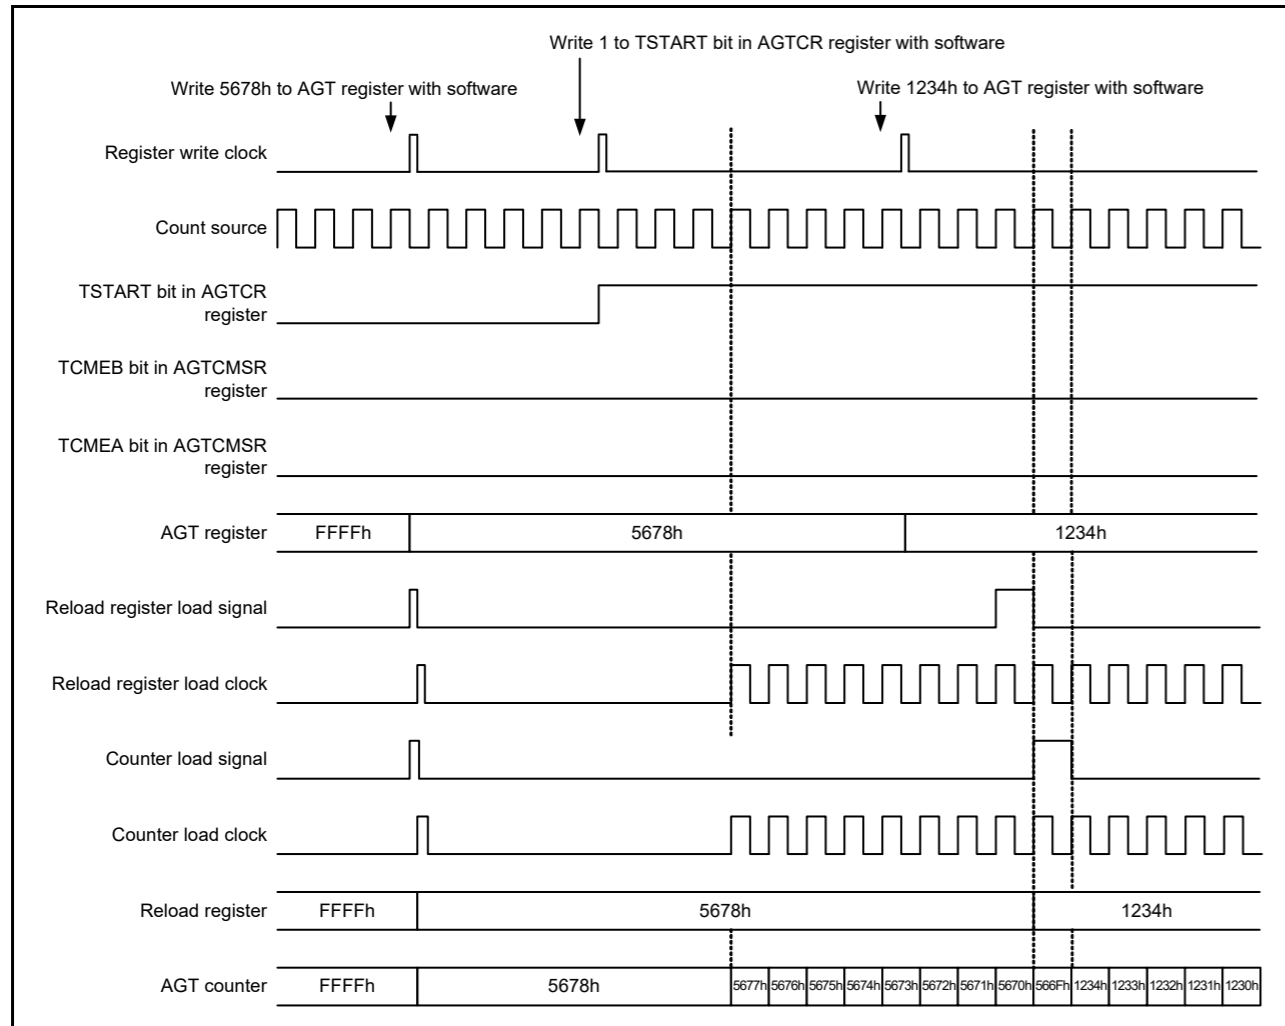 Write 1 to TSTART bit in AGTCR register with software
Write 5678h to AGT register with software
Write 1234h to AGT register with software
Register write clock
Count source
TSTART bit in AGTCR
register
TCMEB bit in AGTCMSR
register
TCMEA bit in AGTCMSR
register
AGT register FFFFh 5678h 1234h
Reload register load signal
Reload register load clock
Counter load signal
Counter load clock
Reload register FFFFh 5678h 1234h
AGT counter FFFFh 5678h 5677h 5676h 5675h 5674h 5673h 5672h 5671h 5670h 566Fh 1234h 1233h 1232h 1231h 1230h